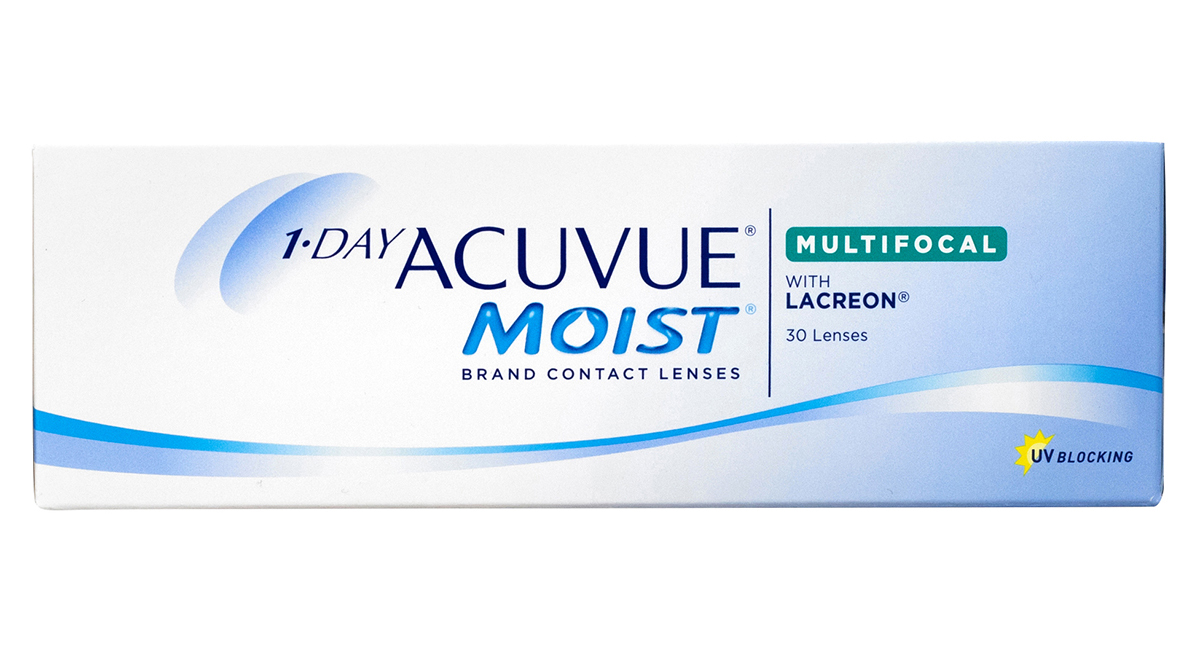 1·DAY ACUVUE®
MOIST®
BRAND CONTACT LENSES
MULTIFOCAL
WITH
LACREON®
30 Lenses
UV BLOCKING